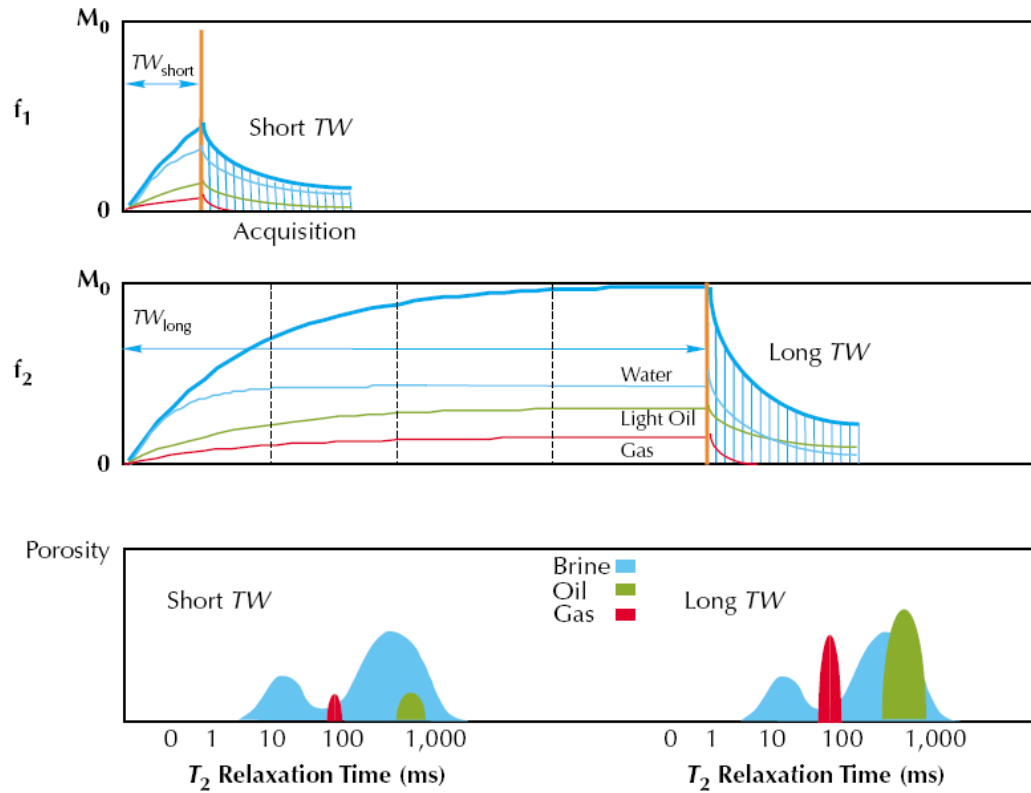 M0
TWshort
f1
Short TW
0
Acquisition
M0
TWlong
f2
Long TW
Water
Light Oil
Gas
0
Porosity
Brine
Oil
Gas
Short TW
Long TW
0 1 10 100 1,000
0 1 10 100 1,000
T2 Relaxation Time (ms)
T2 Relaxation Time (ms)